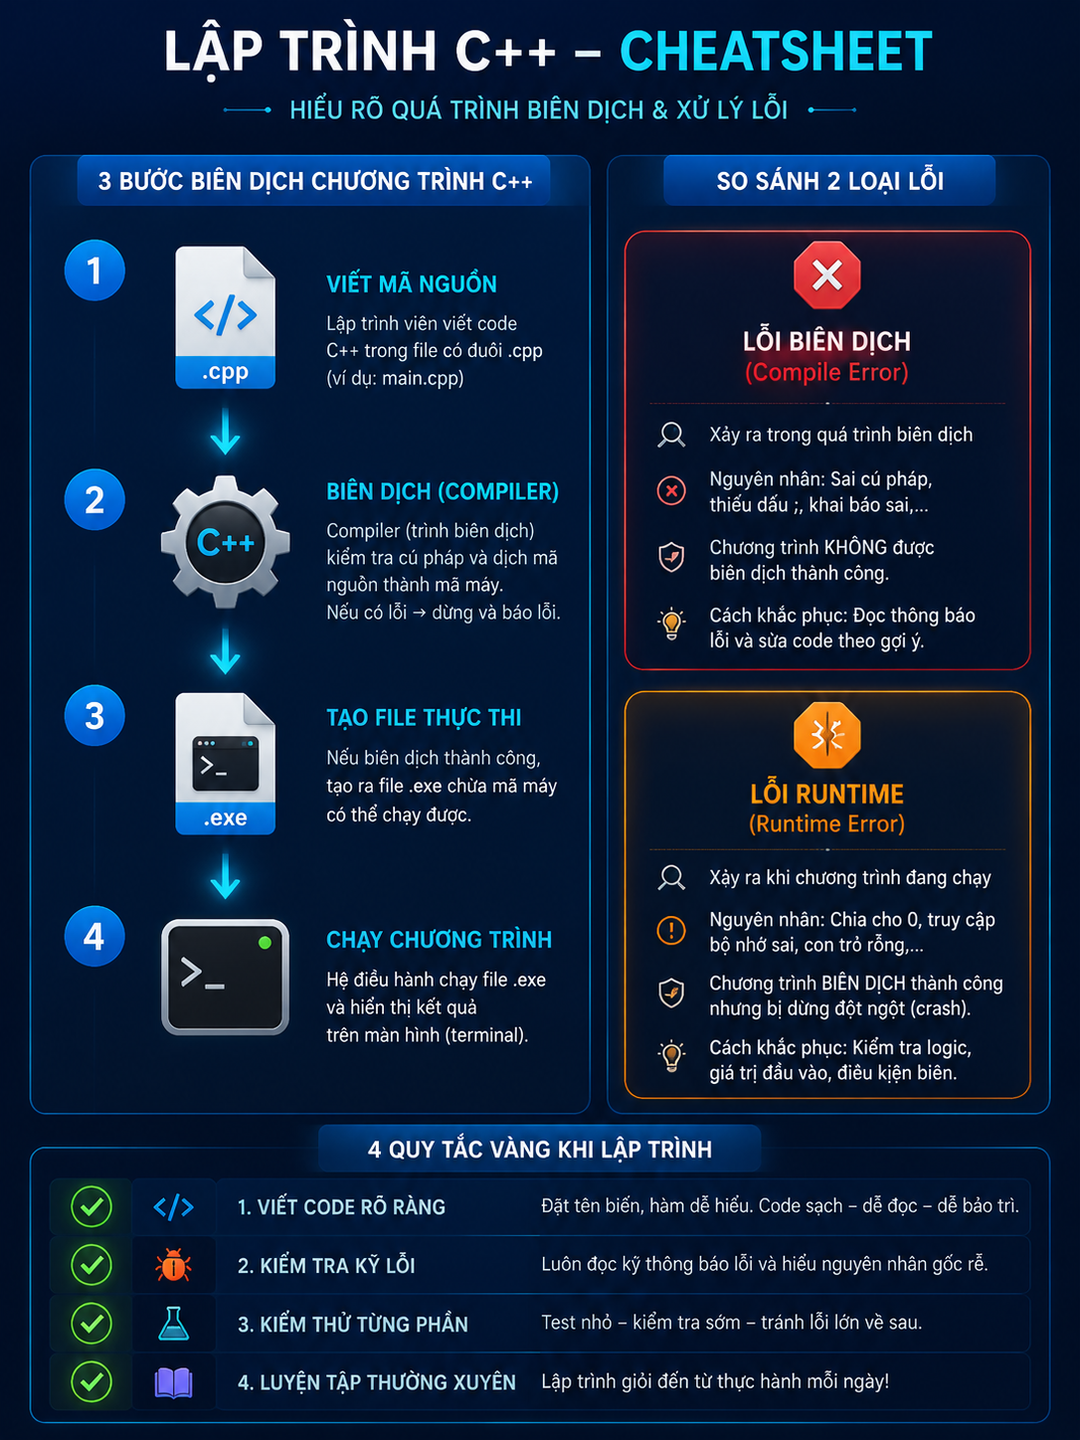 LẬP TRÌNH C++ – CHEATSHEET
HIỂU RÕ QUÁ TRÌNH BIÊN DỊCH & XỬ LÝ LỖI
3 BƯỚC BIÊN DỊCH CHƯƠNG TRÌNH C++
1
</>
.cpp
VIẾT MÃ NGUỒN
Lập trình viên viết code
C++ trong file có đuôi .cpp
(ví dụ: main.cpp)
2
C++
BIÊN DỊCH (COMPILER)
Compiler (trình biên dịch)
kiểm tra cú pháp và dịch mã
nguồn thành mã máy.
Nếu có lỗi → dừng và báo lỗi.
3
>_
.exe
TẠO FILE THỰC THI
Nếu biên dịch thành công,
tạo ra file .exe chừa mã máy
có thể chạy được.
4
>_
CHẠY CHƯƠNG TRÌNH
Hệ điều hành chạy file .exe
và hiển thị kết quả
trên màn hình (terminal).
SO SÁNH 2 LOẠI LỖI
LỖI BIÊN DỊCH
(Compile Error)
Xảy ra trong quá trình biên dịch
Nguyên nhân: Sai cú pháp,
thiếu dấu ;, khai báo sai,...
Chương trình KHÔNG được
biên dịch thành công.
Cách khắc phục: Đọc thông báo
lỗi và sừa code theo gợi ý.
LỖI RUNTIME
(Runtime Error)
Xảy ra khi chương trình đang chạy
Nguyên nhân: Chia cho 0, truy cập
bộ nhớ sai, con trỏ rỗng,...
Chương trình BIÊN DỊCH thành công
nhưng bị dừng đột ngột (crash).
Cách khắc phục: Kiểm tra logic,
giá trị đầu vào, điêu kịện biên.
4 QUY TẮC VÀNG KHI LẬP TRÌNH
</>
1. VIẾT CODE RÕ RÀNG
Đặt tên biến, hàm dễ hiểu. Code sạch – dễ đọc – dễ bảo trì.
2. KIỂM TRA KỸ LỖI
Luôn đọc kỹ thông báo lỗi và hiểu nguyên nhân gốc rễ.
3. KIỂM THỬ TỪNG PHẦN
Test nhỏ – kiểm tra sớm – tránh lỗi lớn về sau.
4. LUYỆN TẬP THƯỜNG XUYÊN
Lập trình giỏi đến từ thực hành mỗi ngày!